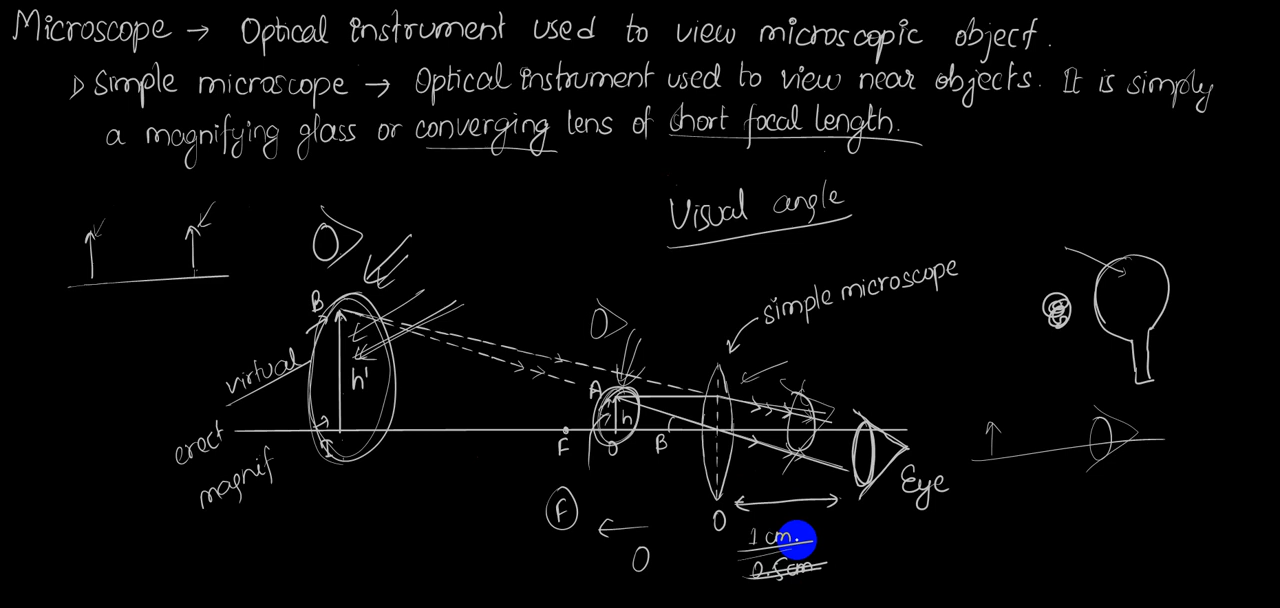 Microscope → Optical instrument used to view microscopic object.
Simple microscope → Optical instrument used to view near objects. It is simply
a magnifying glass or converging lens of short focal length.
Visual angle
simple microscope
B
virtual
h'
A
h
erect
I
F
O
β
magnif
Eye
F
O
O
1 cm.
0.5cm